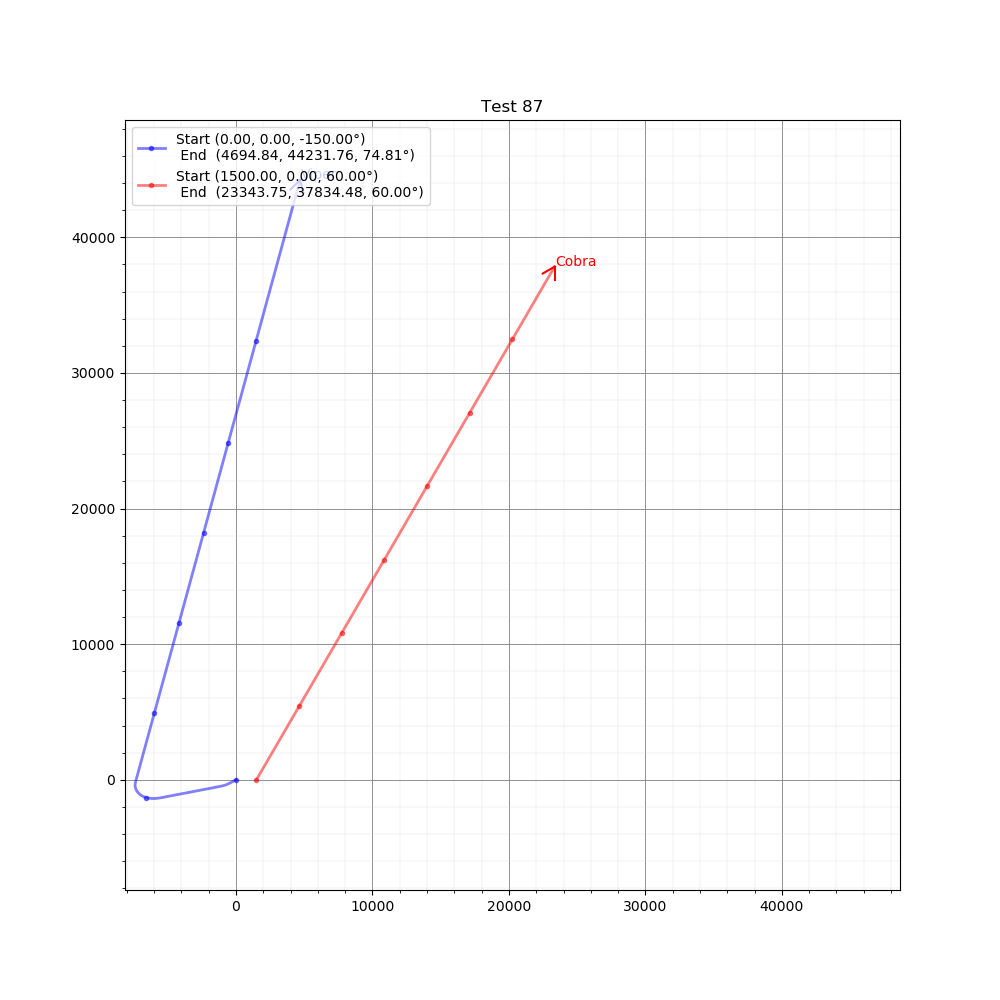 Test 87
Start (0.00, 0.00, -150.00°)
End (4694.84, 44231.76, 74.81°)
Start (1500.00, 0.00, 60.00°)
End (23343.75, 37834.48, 60.00°)
Cobra
40000
30000
20000
10000
0
0 10000 20000 30000 40000